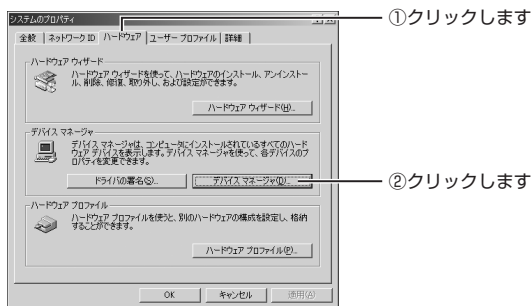 システムのプロパティ
? ×
全般 ネットワーク ID ハードウェア ユーザー プロファイル 詳細
①クリックします
ハードウェア ウィザード
ハードウェア ウィザードを使って、ハードウェアのインストール、アンインストー
ル、削除、修復、取り外し、および設定ができます。
ハードウェア ウィザード(H)...
デバイス マネージャ
デバイス マネージャは、コンピュータにインストールされているすべてのハード
ウェア デバイスを表示します。デバイス マネージャを使って、各デバイスのプ
ロパティを変更できます。
ドライバの署名(S)...
デバイス マネージャ(D)...
②クリックします
ハードウェア プロファイル
ハードウェア プロファイルを使うと、別のハードウェアの構成を設定し、格納
することができます。
ハードウェア プロファイル(P)...
OK キャンセル 適用(A)